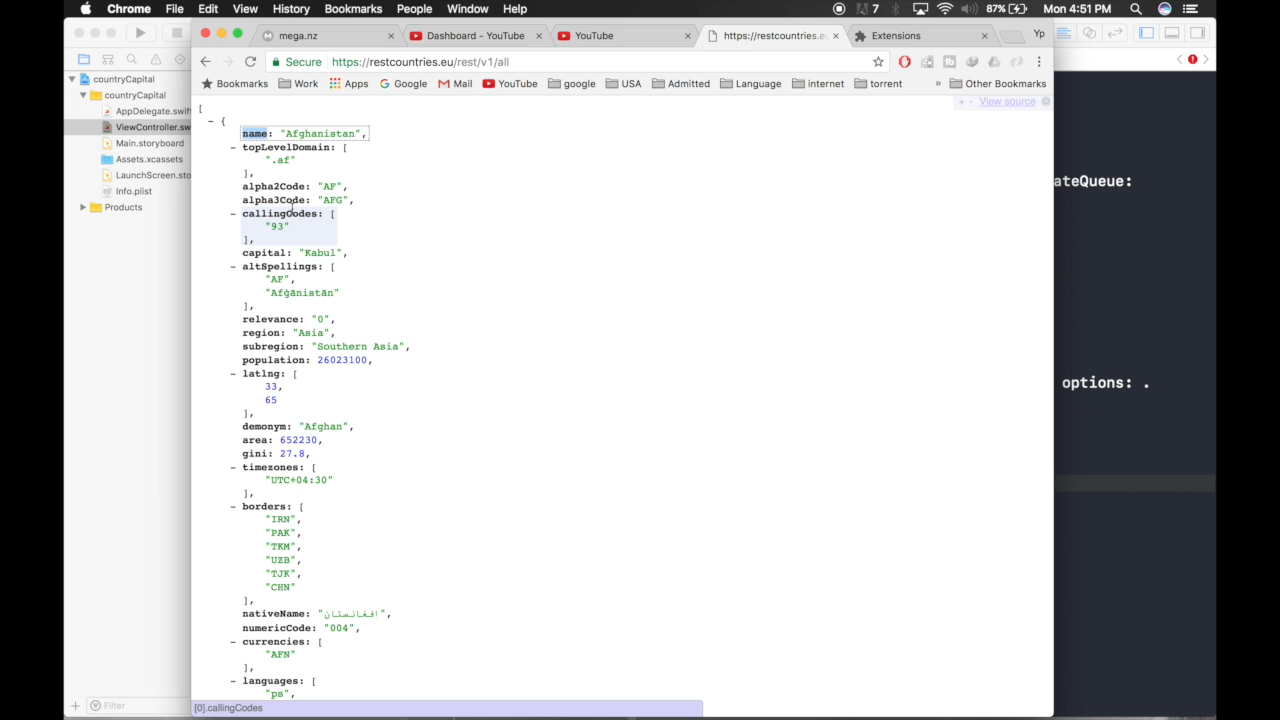 Chrome File Edit View History Bookmarks People Window Help 7 87% Mon 4:51 PM
mega.nz
YouTube
https://restcountries.e
Extensions
Yp
Secure https://restcountries.eu/rest/v1/all
Bookmarks Work Apps Google Mail YouTube google USA Admitted Language internet torrent » Other Bookmarks
countryCapital
countryCapital
AppDelegate.swift
ViewController.sw
Main.storyboard
Assets.xcassets
LaunchScreen.sto
Info.plist
Products
Filter
+ - View source
[
- {
name: "Afghanistan",
- topLevelDomain: [
".af"
],
alpha2Code: "AF",
alpha3Code: "AFG",
- callingCodes: [
"93"
],
capital: "Kabul",
- altSpellings: [
"AF",
"Afġānistān"
],
relevance: "0",
region: "Asia",
subregion: "Southern Asia",
population: 26023100,
- latlng: [
33,
65
],
demonym: "Afghan",
area: 652230,
gini: 27.8,
- timezones: [
"UTC+04:30"
],
- borders: [
"IRN",
"PAK",
"TKM",
"UZB",
"TJK",
"CHN"
],
nativeName: "افغانستان",
numericCode: "004",
- currencies: [
"AFN"
],
- languages: [
"ps",
[0].callingCodes
ateQueue:
options: .